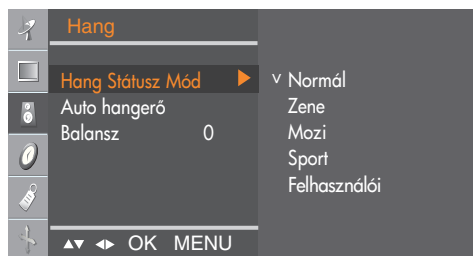 Hang
Hang Státusz Mód
Auto hangerő
Balansz 0
v Normál
Zene
Mozi
Sport
Felhasználói
OK MENU